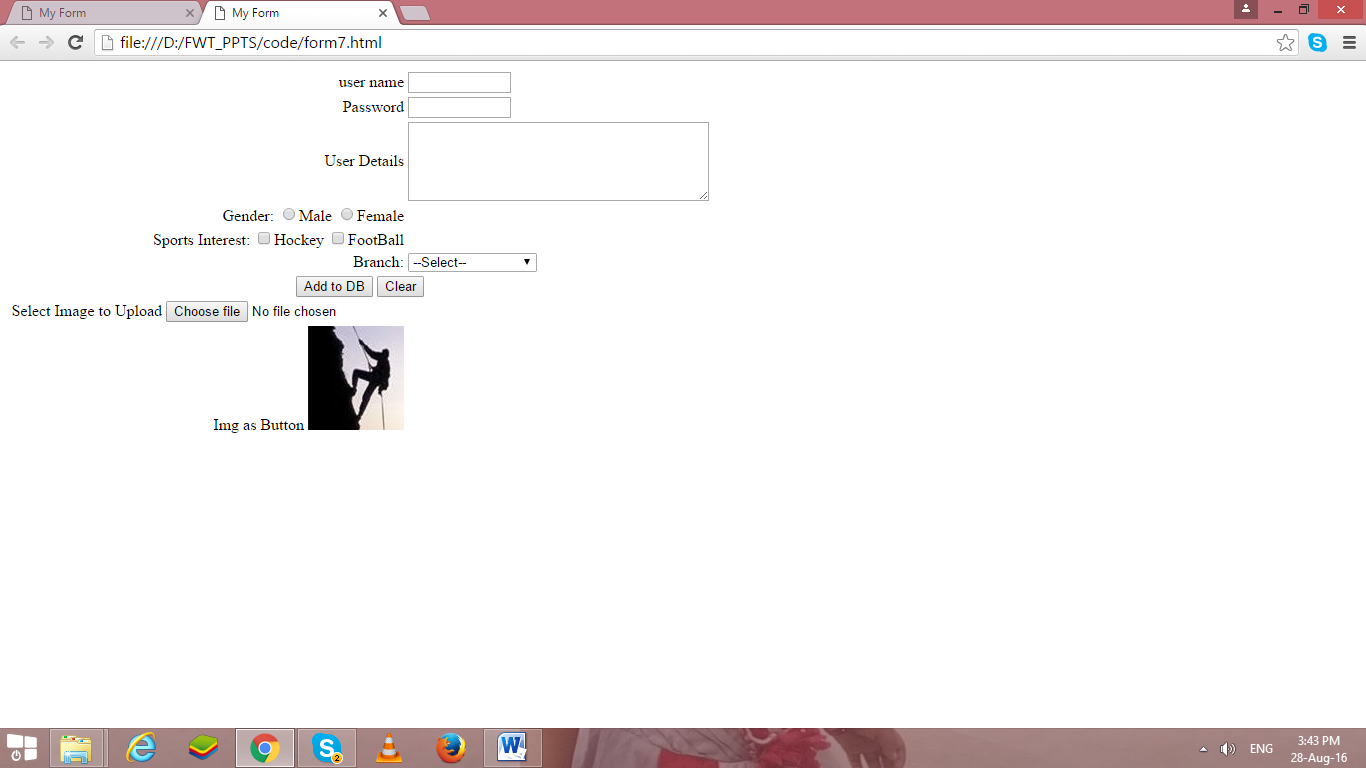 My Form
My Form
file:///D:/FWT_PPTS/code/form7.html
user name
Password
User Details
Gender: Male Female
Sports Interest: Hockey FootBall
Branch: --Select--
Add to DB Clear
Select Image to Upload Choose file No file chosen
Img as Button
2
ENG
3:43 PM
28-Aug-16